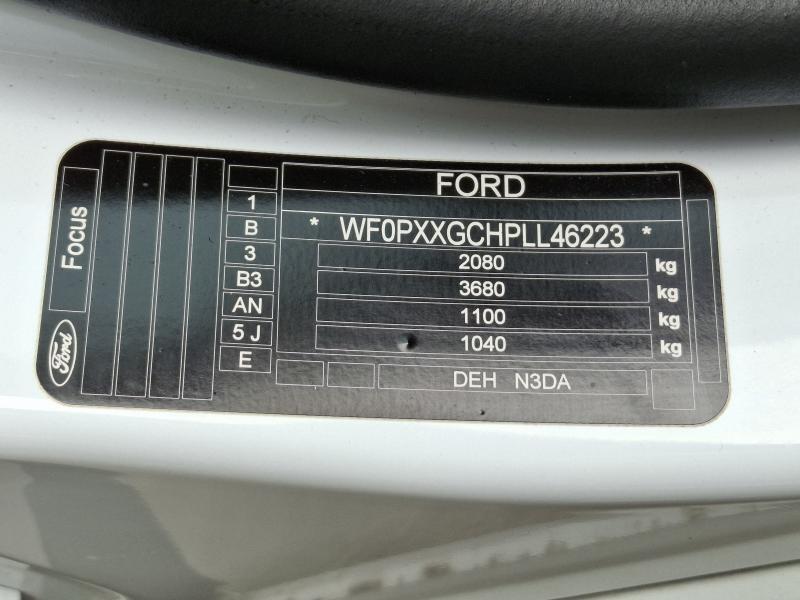 FORD
* WF0PXXGCHPLL46223 *
2080 kg
3680 kg
1100 kg
1040 kg
DEH N3DA
1
B
3
B3
AN
5 J
E
Focus
Ford